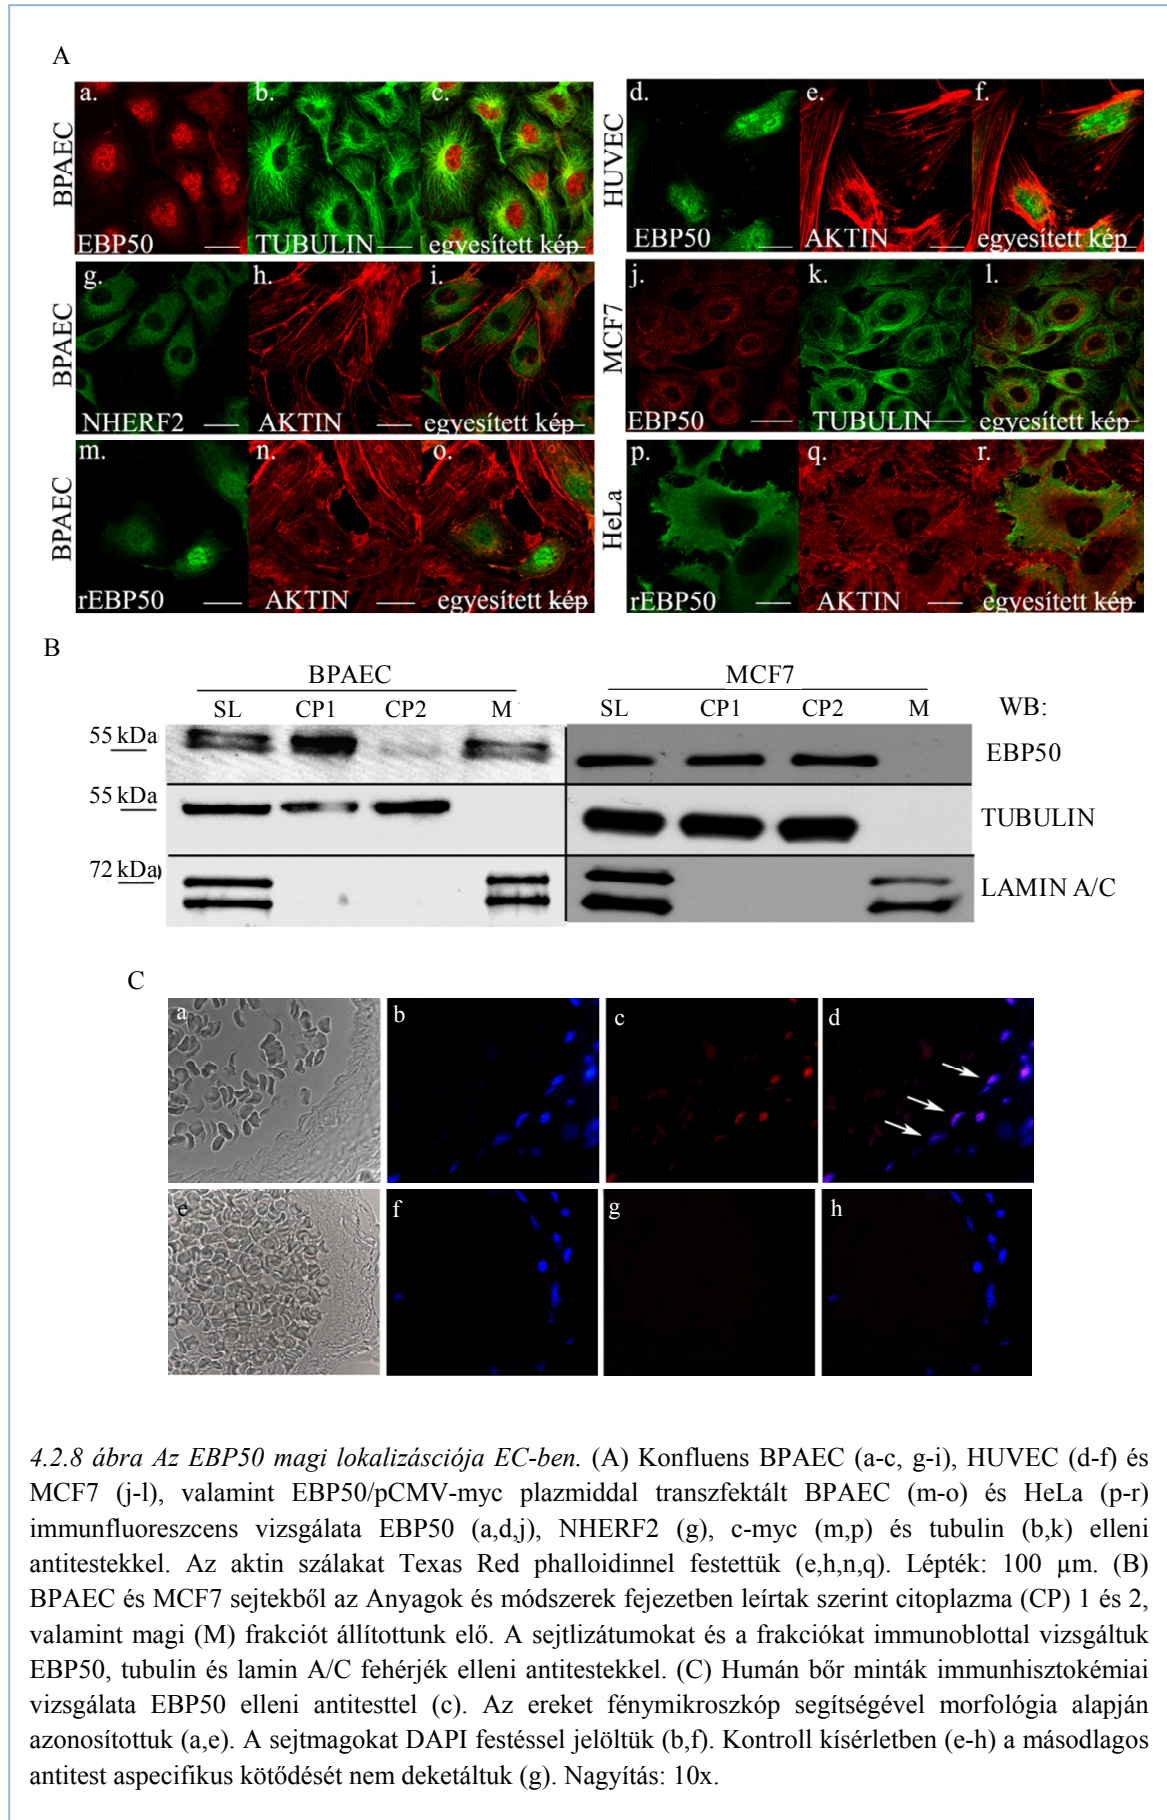 A
a. b. c. d. e. f.
BPAEC
EBP50 TUBULIN egyesített kép
HUVEC
EBP50 AKTIN egyesített kép
g. h. i. j. k. l.
BPAEC
NHERF2 AKTIN egyesített kép
MCF7
EBP50 TUBULIN egyesített kép
m. n. o. p. q. r.
BPAEC
rEBP50 AKTIN egyesített kép
HeLa
rEBP50 AKTIN egyesített kép
B
BPAEC MCF7
SL CP1 CP2 M SL CP1 CP2 M WB:
55 kDa EBP50
55 kDa TUBULIN
72 kDa LAMIN A/C
C
a b c d
e f g h
4.2.8 ábra Az EBP50 magi lokalizásciója EC-ben. (A) Konfluens BPAEC (a-c, g-i), HUVEC (d-f) és
MCF7 (j-l), valamint EBP50/pCMV-myc plazmiddal transzfektált BPAEC (m-o) és HeLa (p-r)
immunfluoreszcens vizsgálata EBP50 (a,d,j), NHERF2 (g), c-myc (m,p) és tubulin (b,k) elleni
antitestekkel. Az aktin szálakat Texas Red phalloidinnel festettük (e,h,n,q). Lépték: 100 µm. (B)
BPAEC és MCF7 sejtekből az Anyagok és módszerek fejezetben leírtak szerint citoplazma (CP) 1 és 2,
valamint magi (M) frakciót állítottunk elő. A sejtlizátumokat és a frakciókat immunoblottal vizsgáltuk
EBP50, tubulin és lamin A/C fehérjék elleni antitestekkel. (C) Humán bőr minták immunhisztokémiai
vizsgálata EBP50 elleni antitesttel (c). Az ereket fénymikroszkóp segítségével morfológia alapján
azonosítottuk (a,e). A sejtmagokat DAPI festéssel jelöltük (b,f). Kontroll kísérletben (e-h) a másodlagos
antitest aspecifikus kötődését nem deketáltuk (g). Nagyítás: 10x.